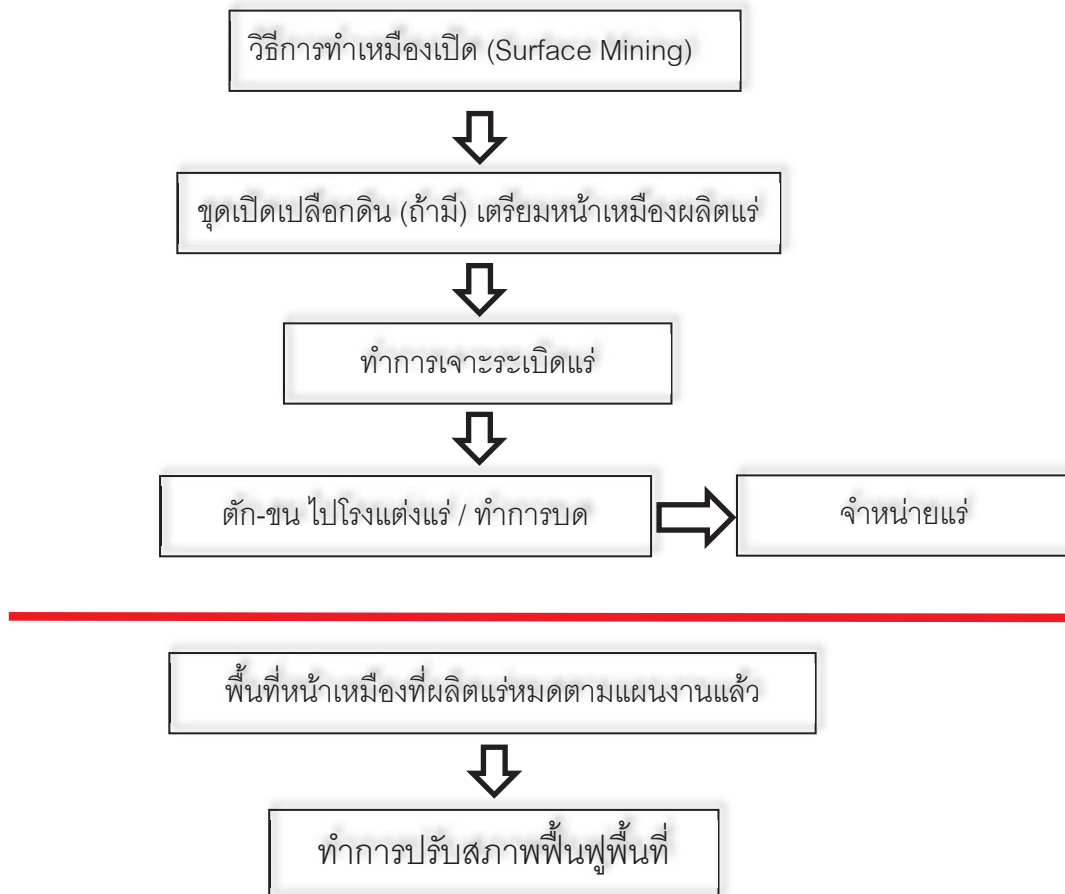 วิธีการทำเหมืองเปิด (Surface Mining)
ขุดเปิดเปลือกดิน (ถ้ามี) เตรียมหน้าเหมืองผลิตแร่
ทำการเจาะระเบิดแร่
ตัก-ขน ไปโรงแต่งแร่ / ทำการบด
จำหน่ายแร่
พื้นที่หน้าเหมืองที่ผลิตแร่หมดตามแผนงานแล้ว
ทำการปรับสภาพฟื้นฟูพื้นที่